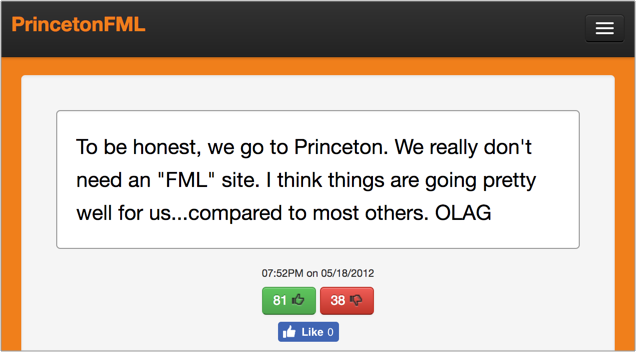 PrincetonFML
To be honest, we go to Princeton. We really don't
need an "FML" site. I think things are going pretty
well for us...compared to most others. OLAG
07:52PM on 05/18/2012
81 38
Like 0